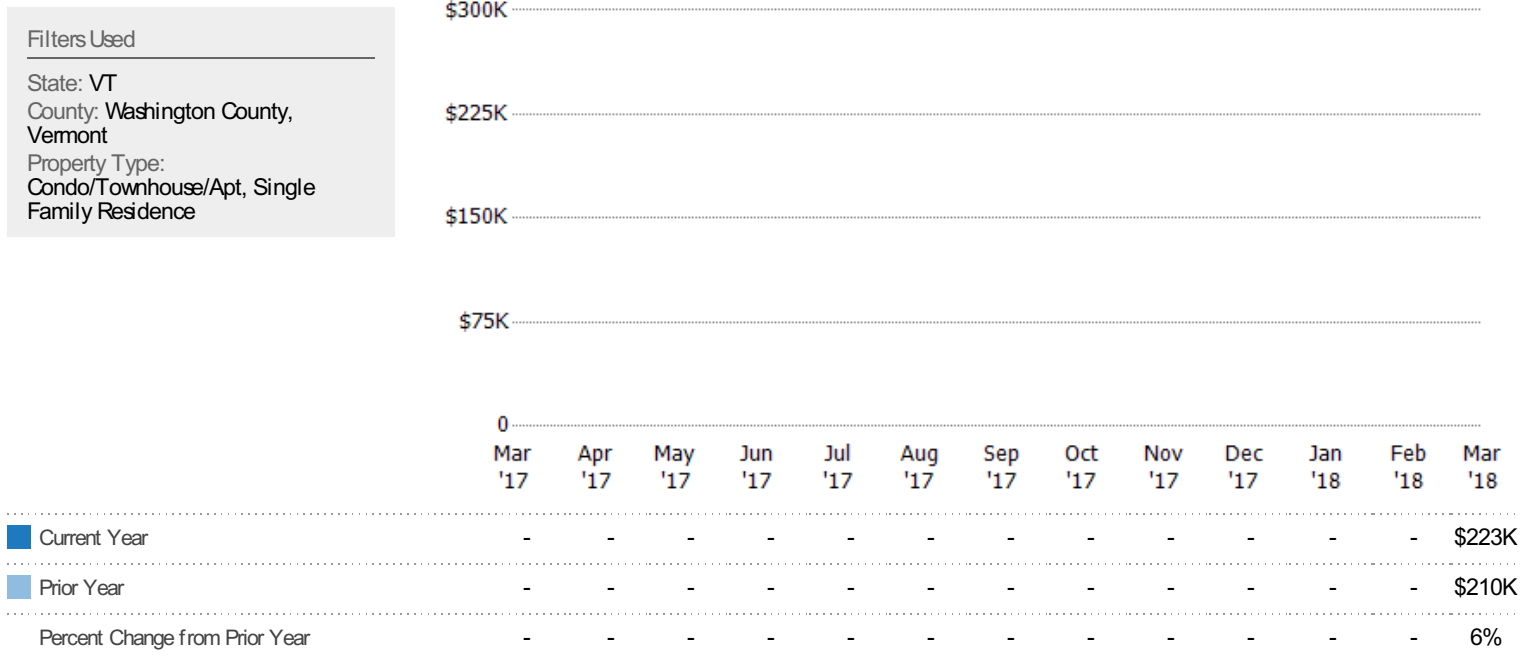 Filters Used
State: VT
County: Washington County,
Vermont
Property Type:
Condo/Townhouse/Apt, Single
Family Residence
$300K
$225K
$150K
$75K
0
Mar Apr May Jun Jul Aug Sep Oct Nov Dec Jan Feb Mar
'17 '17 '17 '17 '17 '17 '17 '17 '17 '17 '18 '18 '18
Current Year - - - - - - - - - - - - $223K
Prior Year - - - - - - - - - - - - $210K
Percent Change from Prior Year - - - - - - - - - - - - 6%